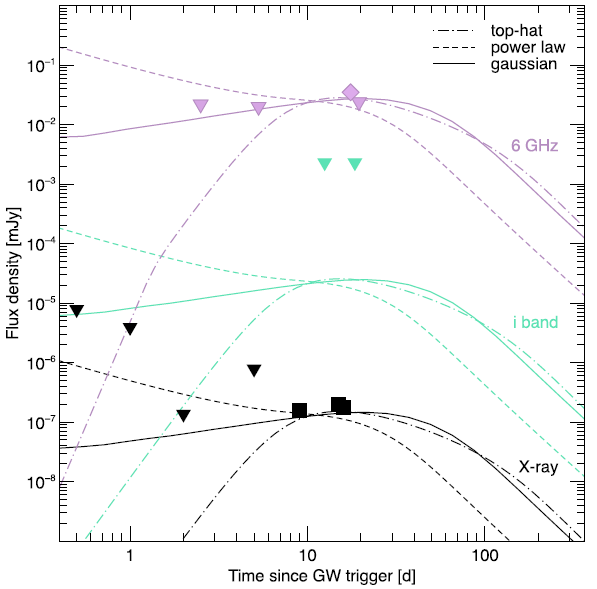 top-hat
power law
gaussian
10⁻¹
10⁻²
6 GHz
10⁻³
10⁻⁴
Flux density [mJy]
10⁻⁵
i band
10⁻⁶
10⁻⁷
X-ray
10⁻⁸
1 10 100
Time since GW trigger [d]